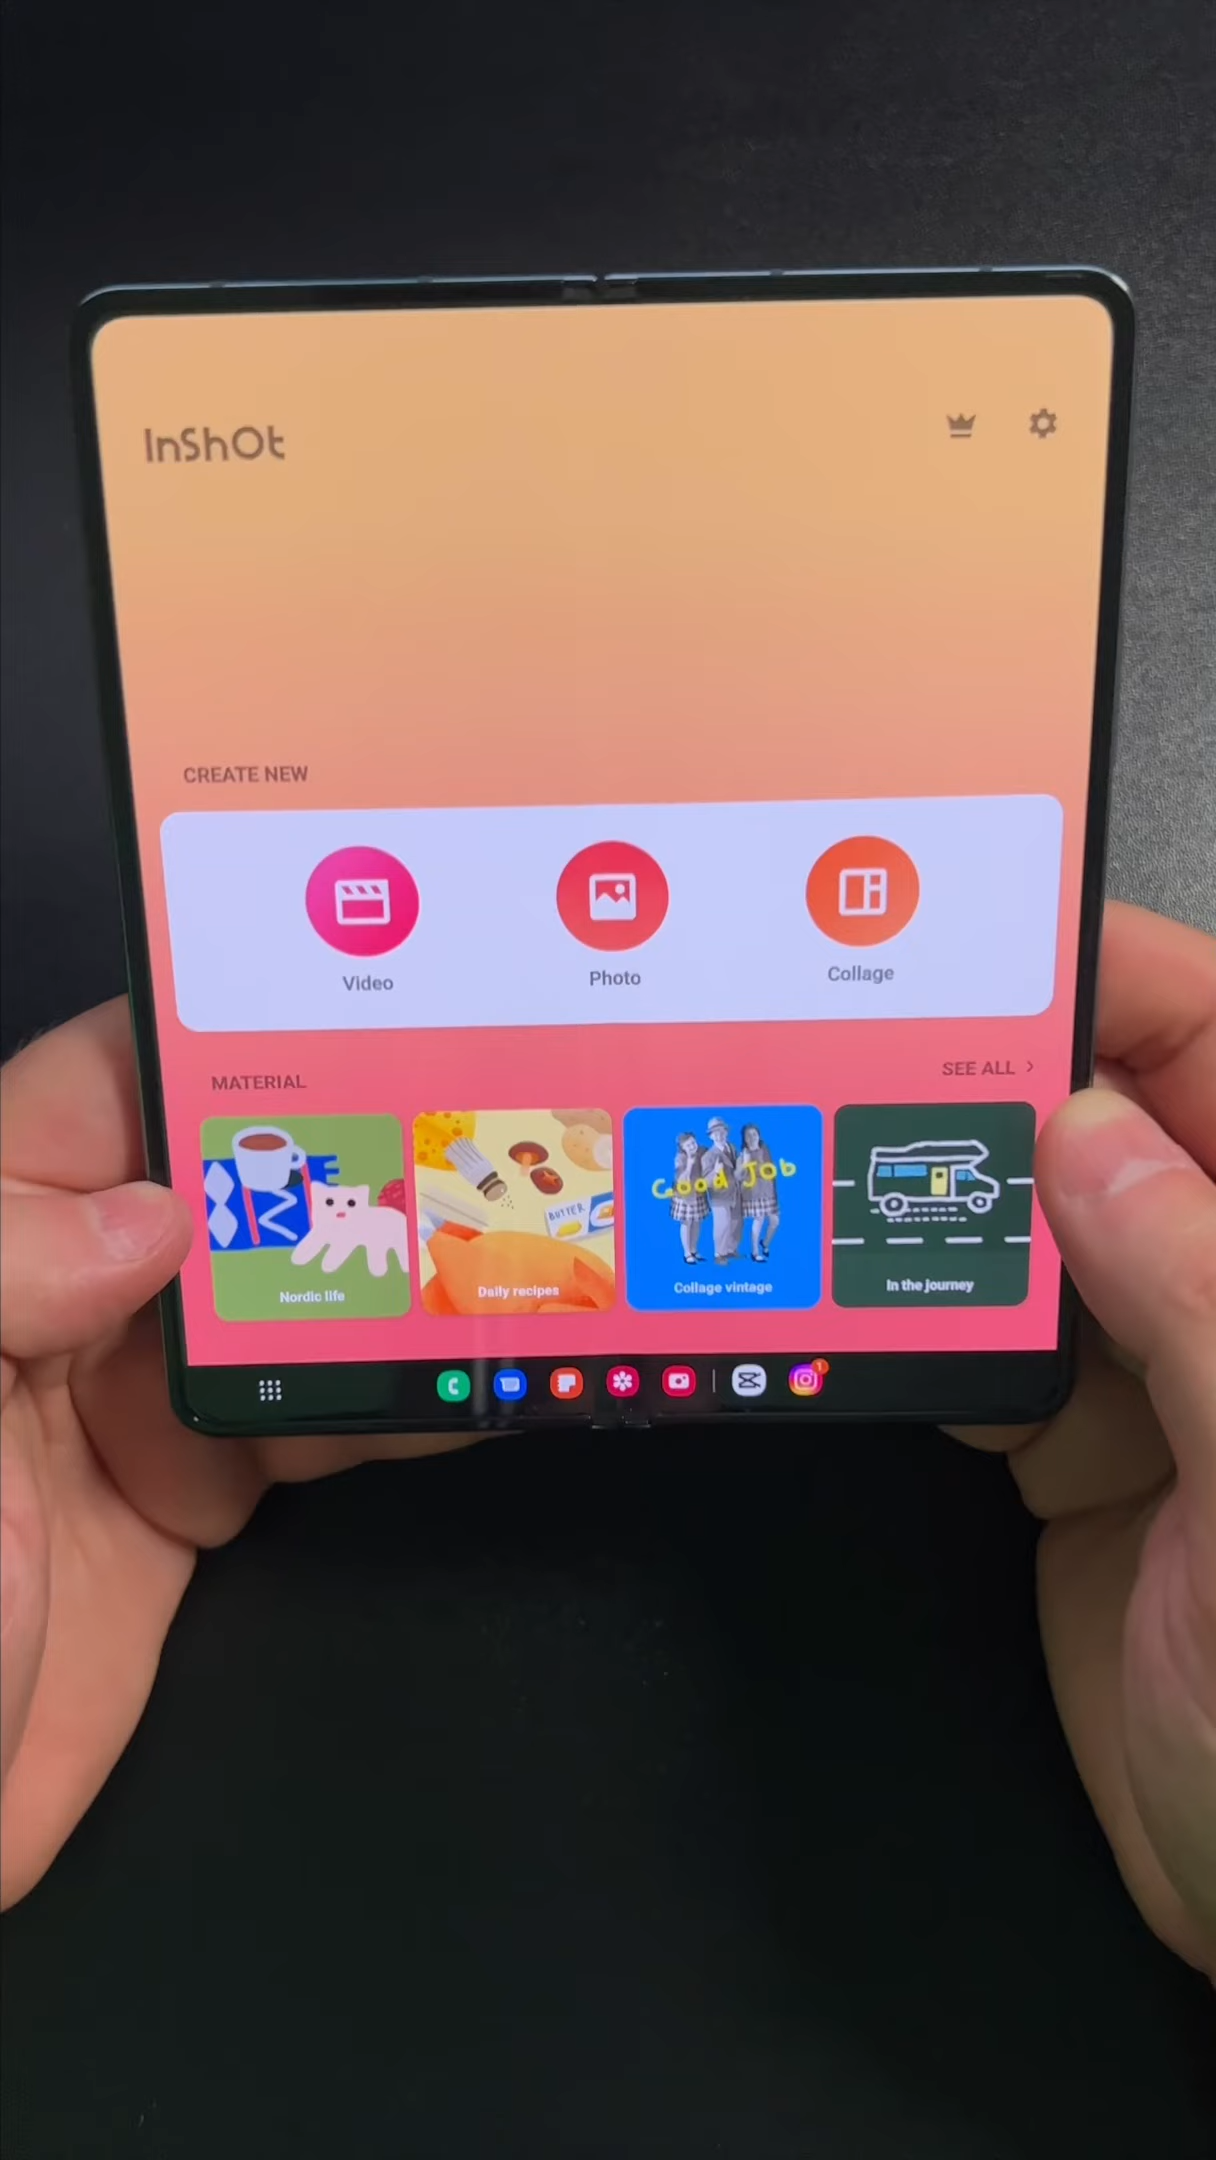 InShOt
CREATE NEW
Video
Photo
Collage
MATERIAL
SEE ALL >
BUTTER
Good Job
Nordic life
Daily recipes
Collage vintage
In the journey
1